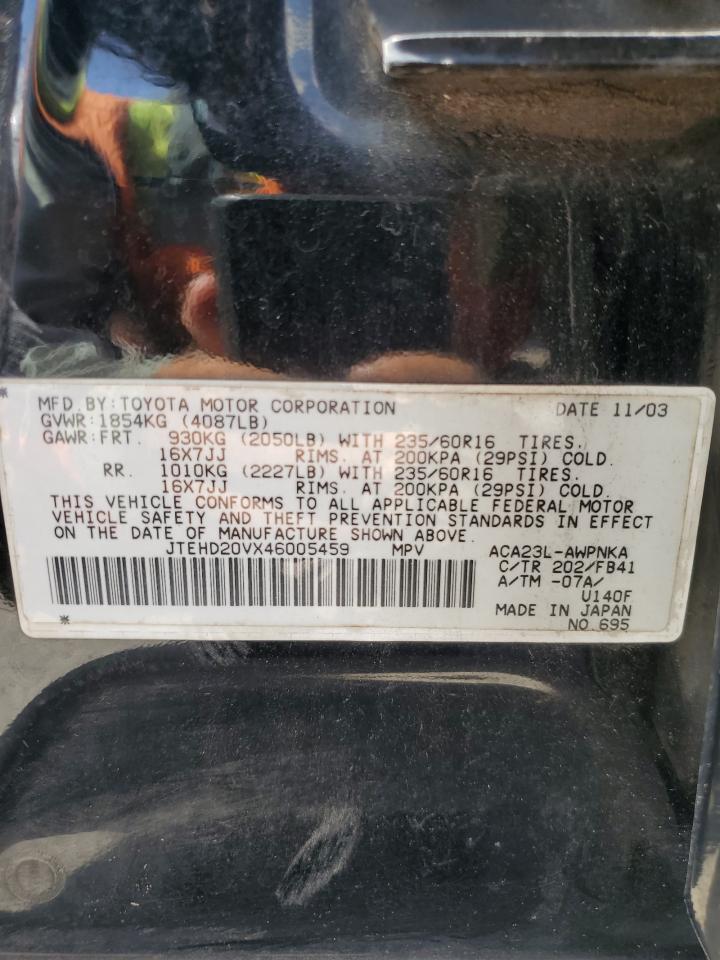 MFD.BY:TOYOTA MOTOR CORPORATION DATE 11/03
GVWR:1854KG (4087LB)
GAWR:FRT. 930KG (2050LB) WITH 235/60R16 TIRES.
16X7JJ RIMS. AT 200KPA (29PSI) COLD.
RR. 1010KG (2227LB) WITH 235/60R16 TIRES.
16X7JJ RIMS. AT 200KPA (29PSI) COLD.
THIS VEHICLE CONFORMS TO ALL APPLICABLE FEDERAL MOTOR
VEHICLE SAFETY AND THEFT PREVENTION STANDARDS IN EFFECT
ON THE DATE OF MANUFACTURE SHOWN ABOVE.
JTEHD20VX46005459 MPV ACA23L-AWPNKA
C/TR 202/FB41
A/TM -07A/
U140F
MADE IN JAPAN
NO.695